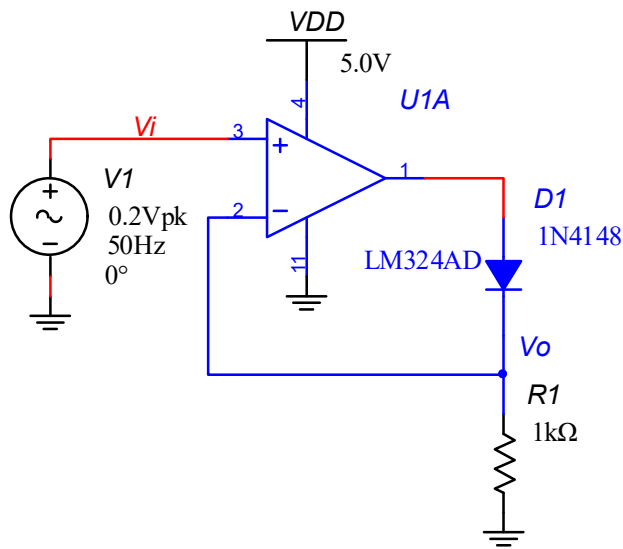 VDD
5.0V
U1A
4
Vi
3
+
1
V1
+
0.2Vpk
50Hz
0°
2
−
−
11
LM324AD
D1
1N4148
Vo
R1
1kΩ